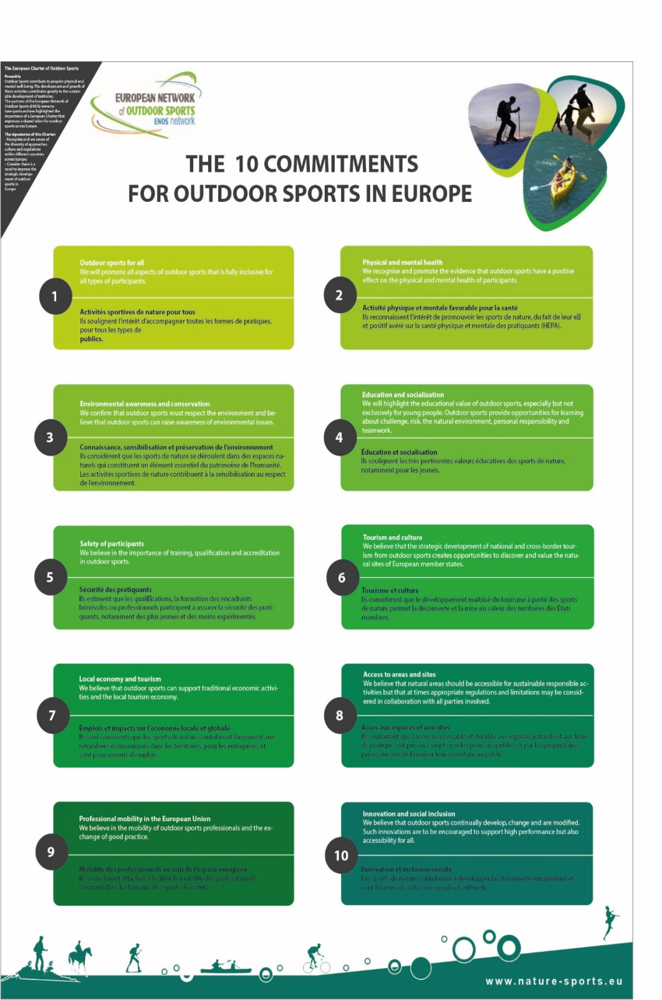 The European Charter of Outdoor Sports
Preamble
Outdoor Sports contribute to people's physical and
mental well-being. The development and growth of
these activities contributes greatly to the sustain-
able development of territories.
The partners of the European Network of
Outdoor Sports (ENOS) www.na-
ture-sports.eu have highlighted the
importance of a European Charter that
expresses a shared vision for outdoor
sports across Europe.
The signatories of this Charter:
- Recognise and are aware of
the diversity of approaches,
culture and regulations
within different countries
across Europe;
- Consider there is a
need to improve the
strategic develop-
ment of outdoor
sports in
Europe
EUROPEAN NETWORK
of OUTDOOR SPORTS
ENOS network
THE 10 COMMITMENTS
FOR OUTDOOR SPORTS IN EUROPE
1
Outdoor sports for all
We will promote all aspects of outdoor sports that is fully inclusive for
all types of participants.
Activités sportives de nature pour tous
Ils soulignent l'intérêt d'accompagner toutes les formes de pratiques,
pour tous les types de
publics.
2
Physical and mental health
We recognise and promote the evidence that outdoor sports have a positive
effect on the physical and mental health of participants.
Activité physique et mentale favorable pour la santé
Ils reconnaissent l'intérêt de promouvoir les sports de nature, du fait de leur e
et positif avéré sur la santé physique et mentale des pratiquants (HEPA).
3
Environmental awareness and conservation
We confirm that outdoor sports must respect the environment and be-
lieve that outdoor sports can raise awareness of environmental issues.
Connaissance, sensibilisation et préservation de l'environnement
Ils considèrent que les sports de nature se déroulent dans des espaces na-
turels qui constituent un élément essentiel du patrimoine de l'humanité.
Les activités sportives de nature contribuent à la sensibilisation au respect
de l'environnement.
4
Education and socialization
We will highlight the educational value of outdoor sports, especially but not
exclusively for young people. Outdoor sports provide opportunities for learning
about challenge, risk, the natural environment, personal responsibility and
teamwork.
Éducation et socialisation
Ils soulignent les très pertinentes valeurs éducatives des sports de nature,
notamment pour les jeunes.
5
Safety of participants
We believe in the importance of training, qualification and accreditation
in outdoor sports.
Sécurité des pratiquants
Ils estiment que les quali cations, la formation des encadrants
bénévoles ou professionnels participent à assurer la sécurité des prati-
quants, notamment des plus jeunes et des moins expérimentés.
6
Tourism and culture
We believe that the strategic development of national and cross-border tour-
ism from outdoor sports creates opportunities to discover and value the natu-
ral sites of European member states.
Tourisme et culture
Ils considèrent que le développement maîtrisé du tourisme à partir des sports
de nature permet la découverte et la mise en valeur des territoires des États
membres.
7
Local economy and tourism
We believe that outdoor sports can support traditional economic activi-
ties and the local tourism economy.
Emplois et impacts sur l'économie locale et globale
Ils sont conscients que les sports de nature contribuent largement aux
retombées économiques dans les territoires, pour les entreprises et
sont pourvoyeurs d'emplois.
8
Access to areas and sites
We believe that natural areas should be accessible for sustainable responsible ac-
tivities but that at times appropriate regulations and limitations may be consid-
ered in collaboration with all parties involved.
Accès aux espaces et aux sites
Ils souhaitent que l'accès responsable et durable aux espaces naturels et aux lieux
de pratique soit pris en compte par les pouvoirs publics et par les propriétaires
privés, en vue de favoriser leur ouverture au public.
9
Professional mobility in the European Union
We believe in the mobility of outdoor sports professionals and the ex-
change of good practice.
Mobilité des professionnels au sein de l'espace européen
Ils se déclarent attachés à faciliter la mobilité des professionnels
oeuvrant dans le domaine des sports de nature.
10
Innovation and social inclusion
We believe that outdoor sports continually develop, change and are modified.
Such innovations are to be encouraged to support high performance but also
accessibility for all.
Innovation et inclusion sociale
Les sports de nature contribuent à développer la citoyenneté européenne et
sont facteurs de cohésion sociale et culturelle.
www.nature-sports.eu